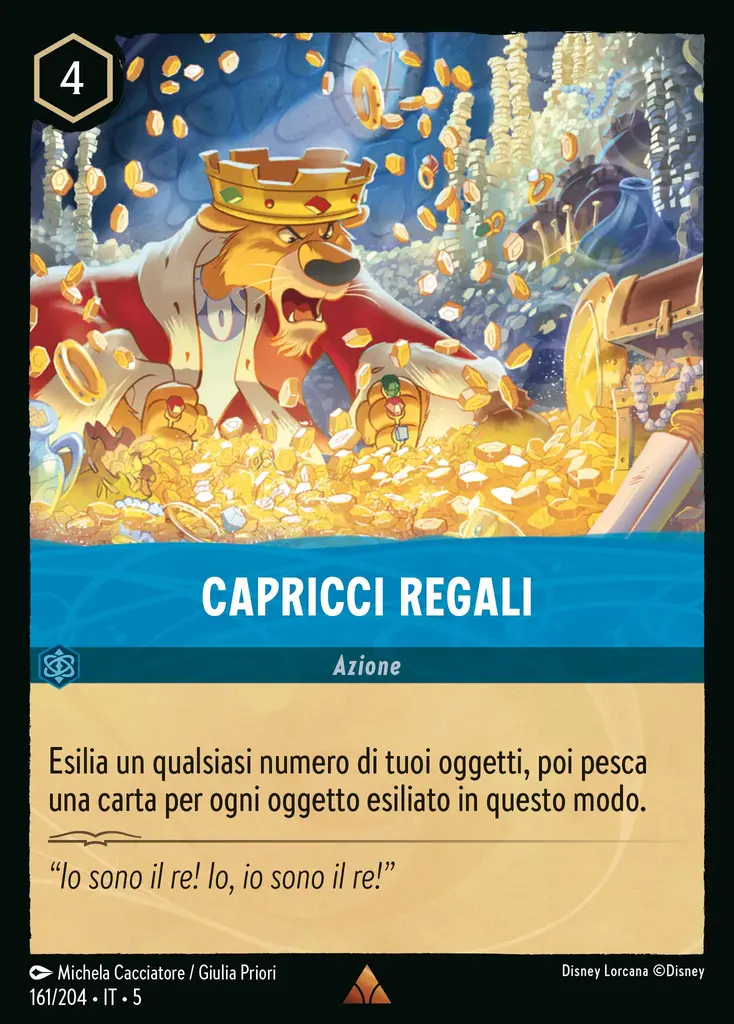 4
CAPRICCI REGALI
Azione
Esilia un qualsiasi numero di tuoi oggetti, poi pesca
una carta per ogni oggetto esiliato in questo modo.
“Io sono il re! Io, io sono il re!”
Michela Cacciatore / Giulia Priori
Disney Lorcana ©Disney
161/204 • IT • 5